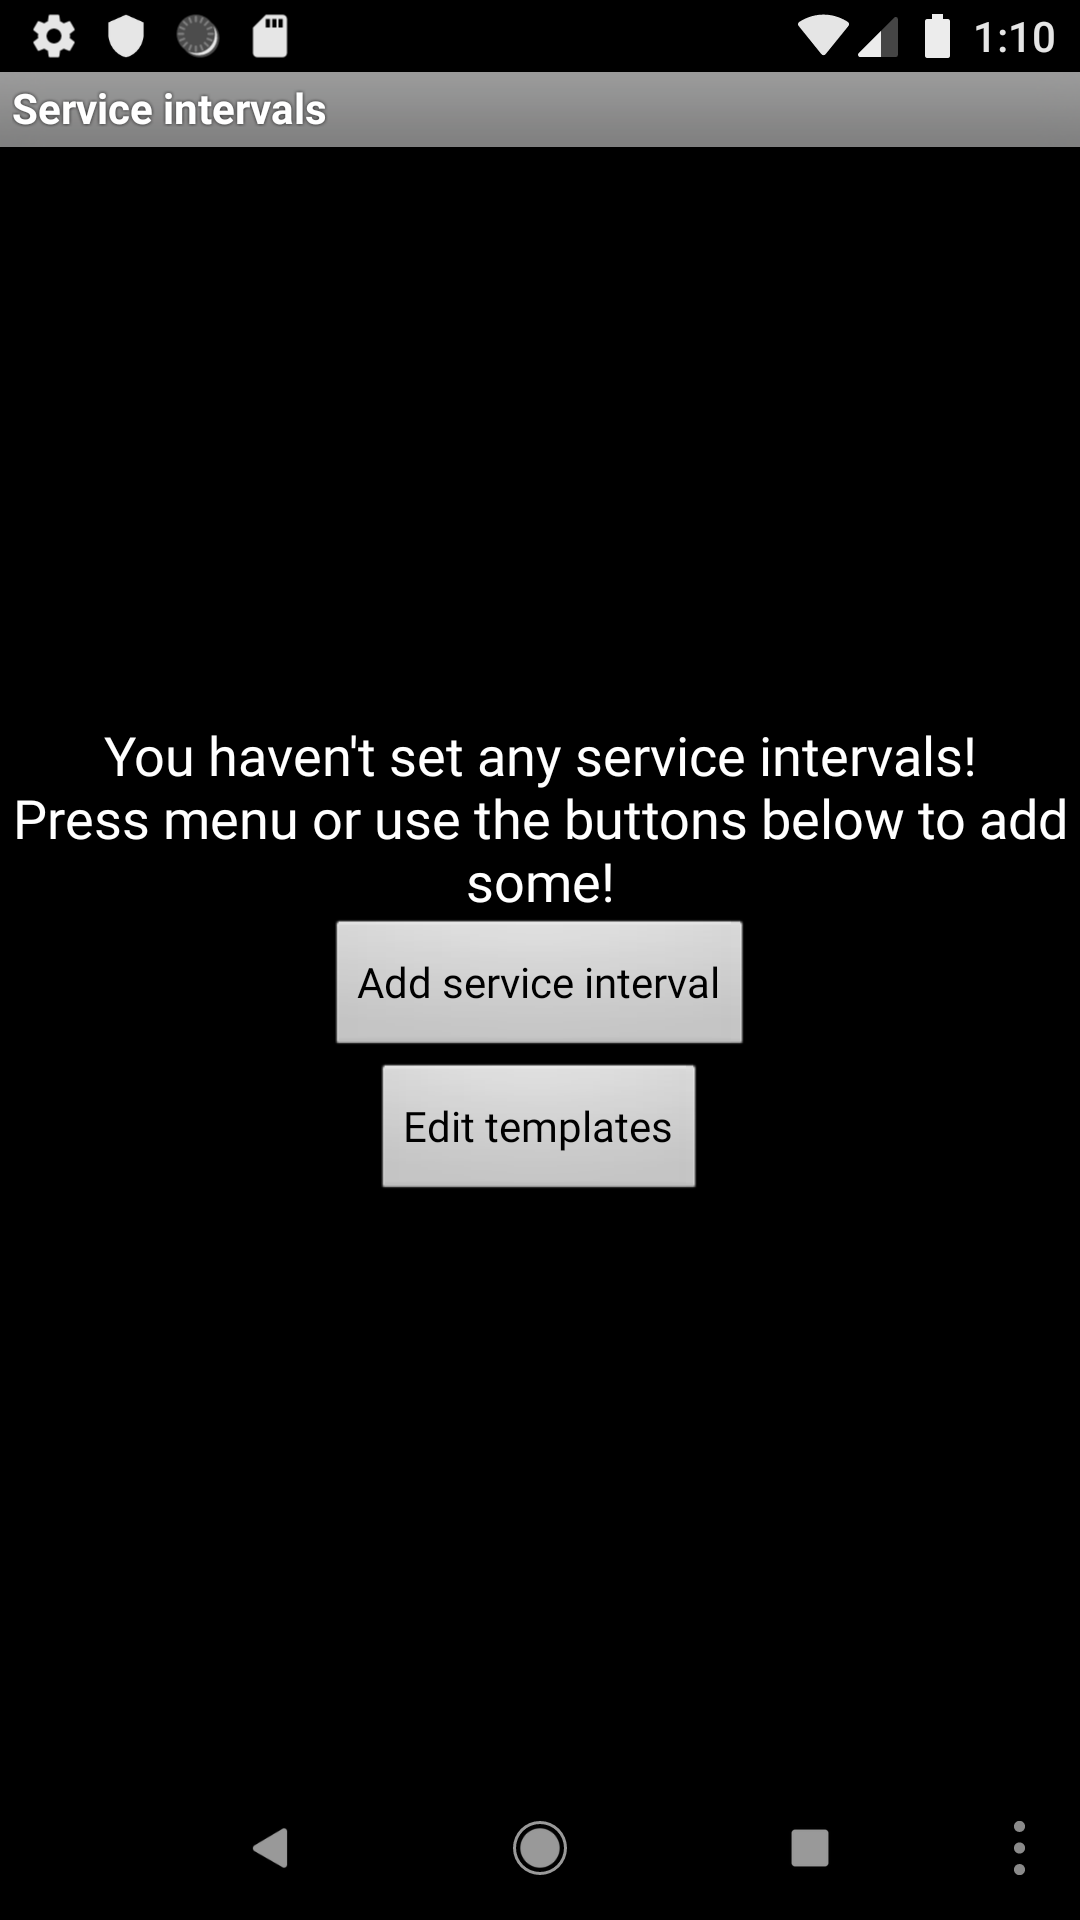 1:10
Service intervals
You haven't set any service intervals!
Press menu or use the buttons below to add
some!
Add service interval
Edit templates